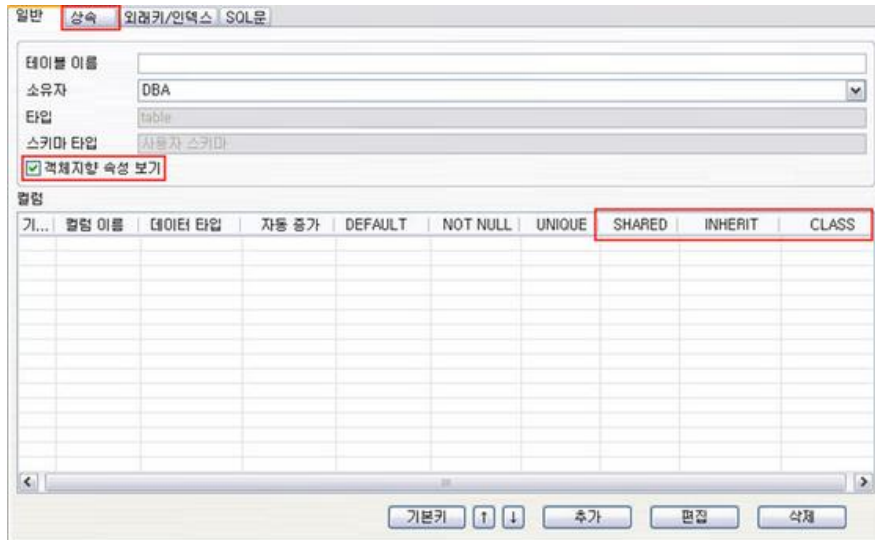 일반 상속 외래키/인덱스 SQL문
테이블 이름
소유자 DBA
타입 table
스키마 타입 사용자 스키마
객체지향 속성 보기
컬럼
기... 컬럼 이름 데이터 타입 자동 증가 DEFAULT NOT NULL UNIQUE SHARED INHERIT CLASS
기본키 ↑ ↓ 추가 편집 삭제